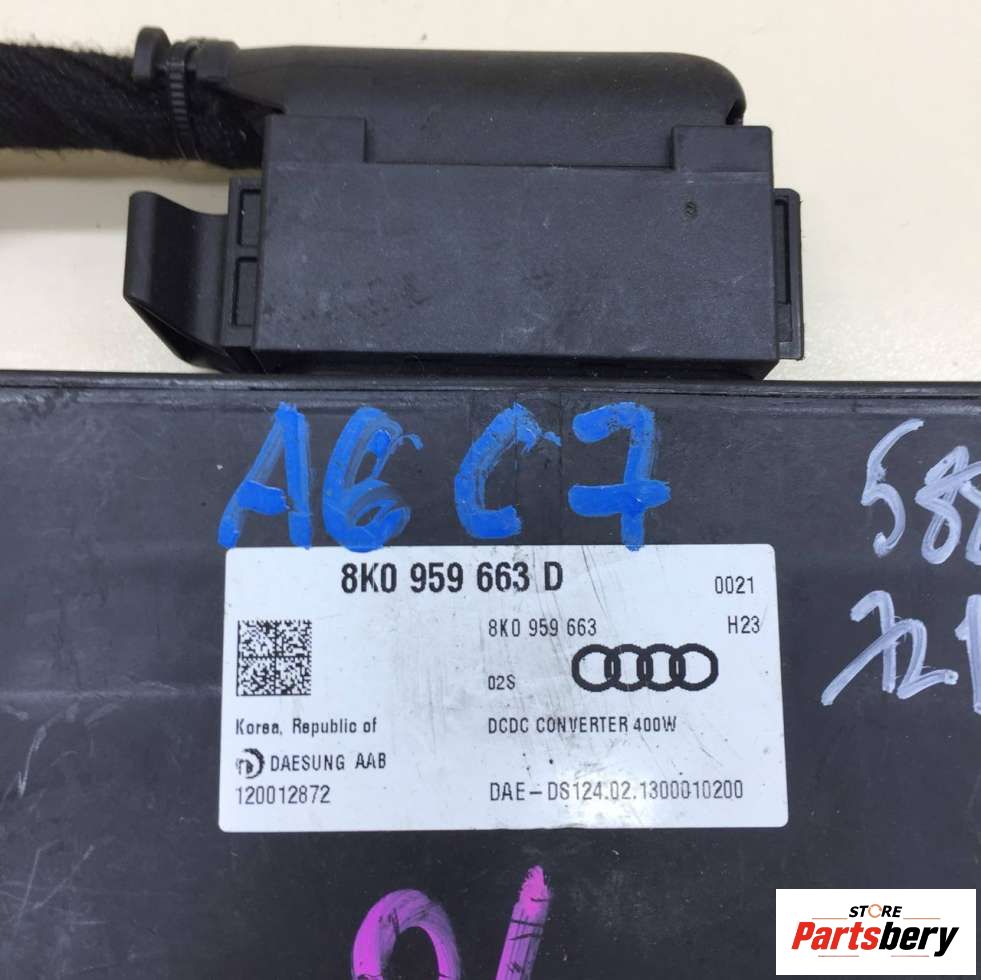 A6 C7
8K0 959 663 D
0021
8K0 959 663
H23
02S
Korea, Republic of
DCDC CONVERTER 400W
DAESUNG AAB
120012872
DAE-DS124.02.1300010200
STORE
Partsbery